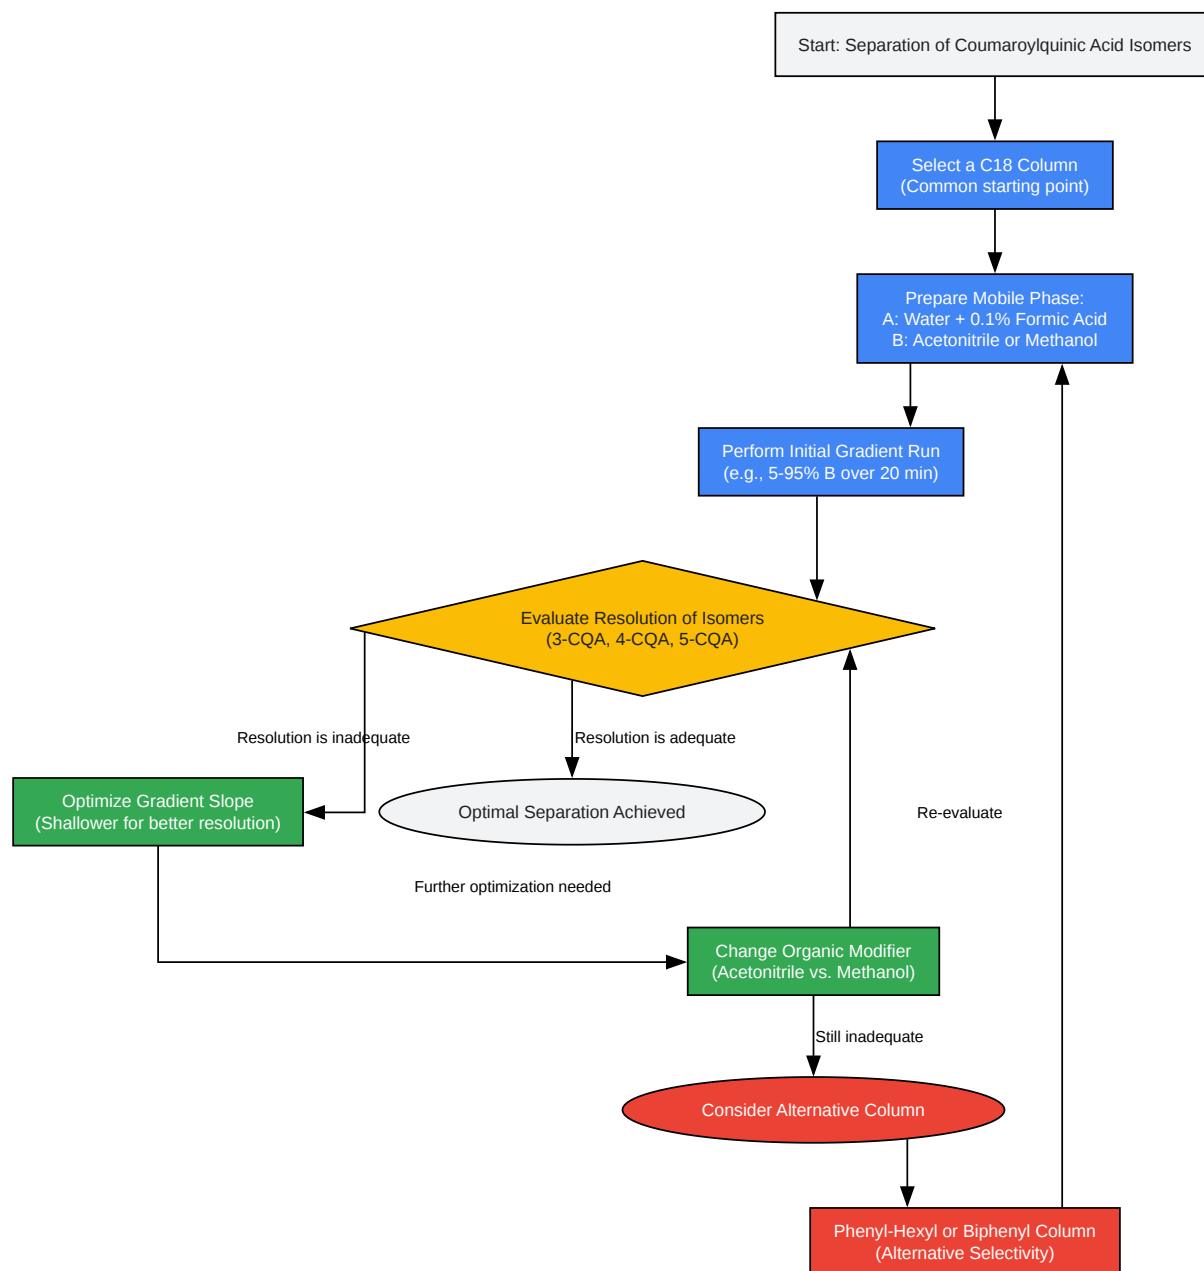 Start: Separation of Coumaroylquinic Acid Isomers
Select a C18 Column
(Common starting point)
Prepare Mobile Phase:
A: Water + 0.1% Formic Acid
B: Acetonitrile or Methanol
Perform Initial Gradient Run
(e.g., 5-95% B over 20 min)
Evaluate Resolution of Isomers
(3-CQA, 4-CQA, 5-CQA)
Resolution is inadequate
Resolution is adequate
Optimize Gradient Slope
(Shallower for better resolution)
Optimal Separation Achieved
Re-evaluate
Further optimization needed
Change Organic Modifier
(Acetonitrile vs. Methanol)
Still inadequate
Consider Alternative Column
Phenyl-Hexyl or Biphenyl Column
(Alternative Selectivity)